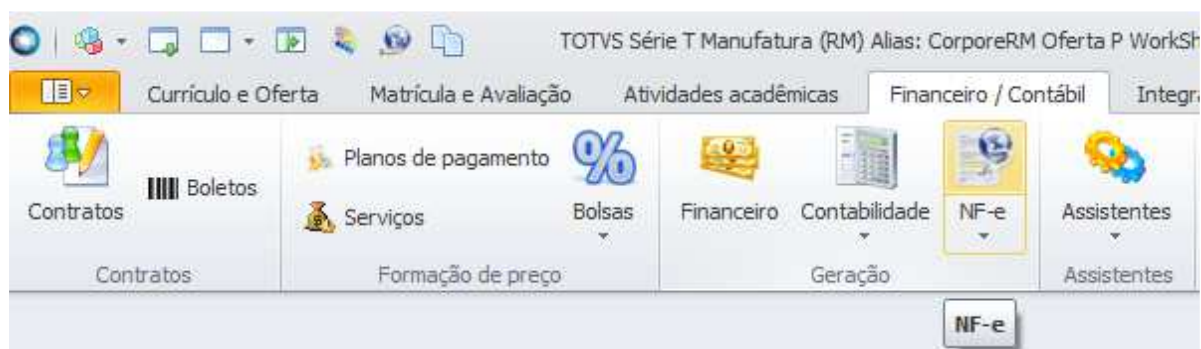 TOTVS Série T Manufatura (RM) Alias: CorporeRM Oferta P WorkSh
Currículo e Oferta Matrícula e Avaliação Atividades acadêmicas Financeiro / Contábil Integr
Planos de pagamento
Boletos
Contratos Serviços Bolsas Financeiro Contabilidade NF-e Assistentes
Contratos Formação de preço Geração Assistentes
NF-e